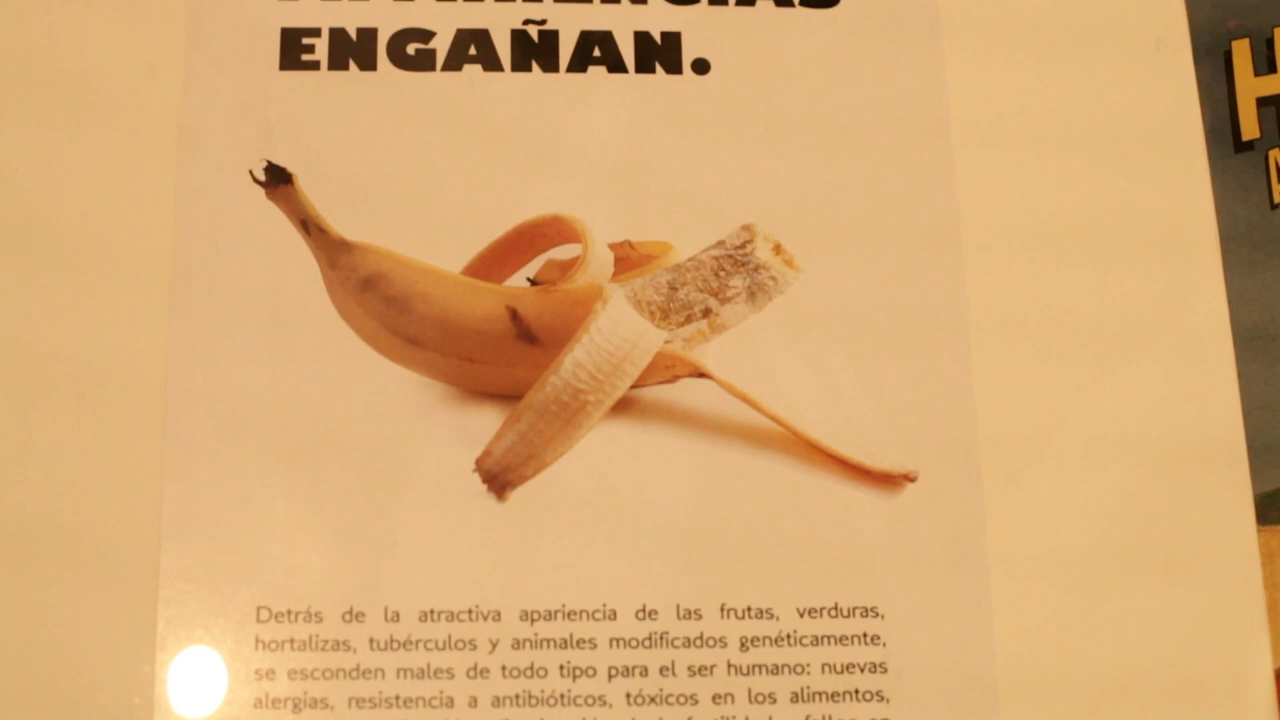 APARIENCIAS
ENGAÑAN.
Detrás de la atractiva apariencia de las frutas, verduras,
hortalizas, tubérculos y animales modificados genéticamente,
se esconden males de todo tipo para el ser humano: nuevas
alergias, resistencia a antibióticos, tóxicos en los alimentos,
H